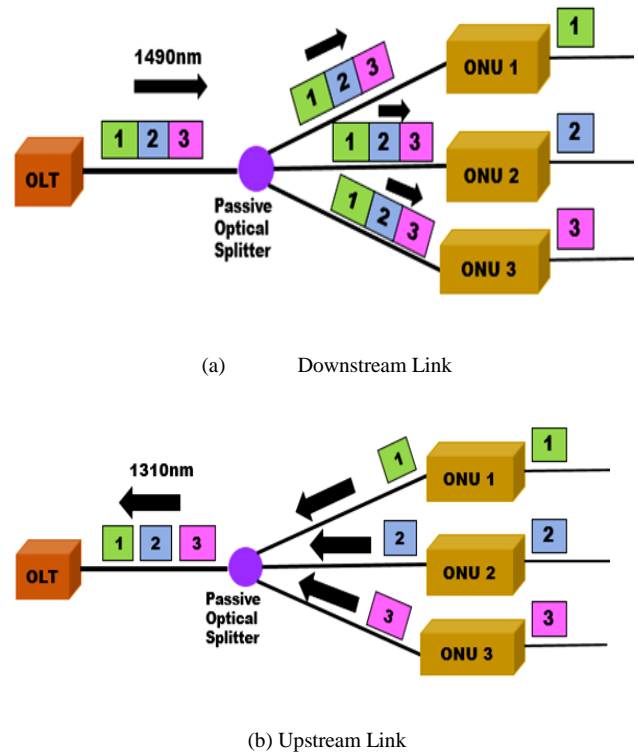 1490nm
1 2 3
OLT
Passive
Optical
Splitter
1 2 3
1 2 3
1 2 3
ONU 1
1
ONU 2
2
ONU 3
3
(a) Downstream Link
1310nm
1 2 3
OLT
Passive
Optical
Splitter
1
2
3
ONU 1
1
ONU 2
2
ONU 3
3
(b) Upstream Link